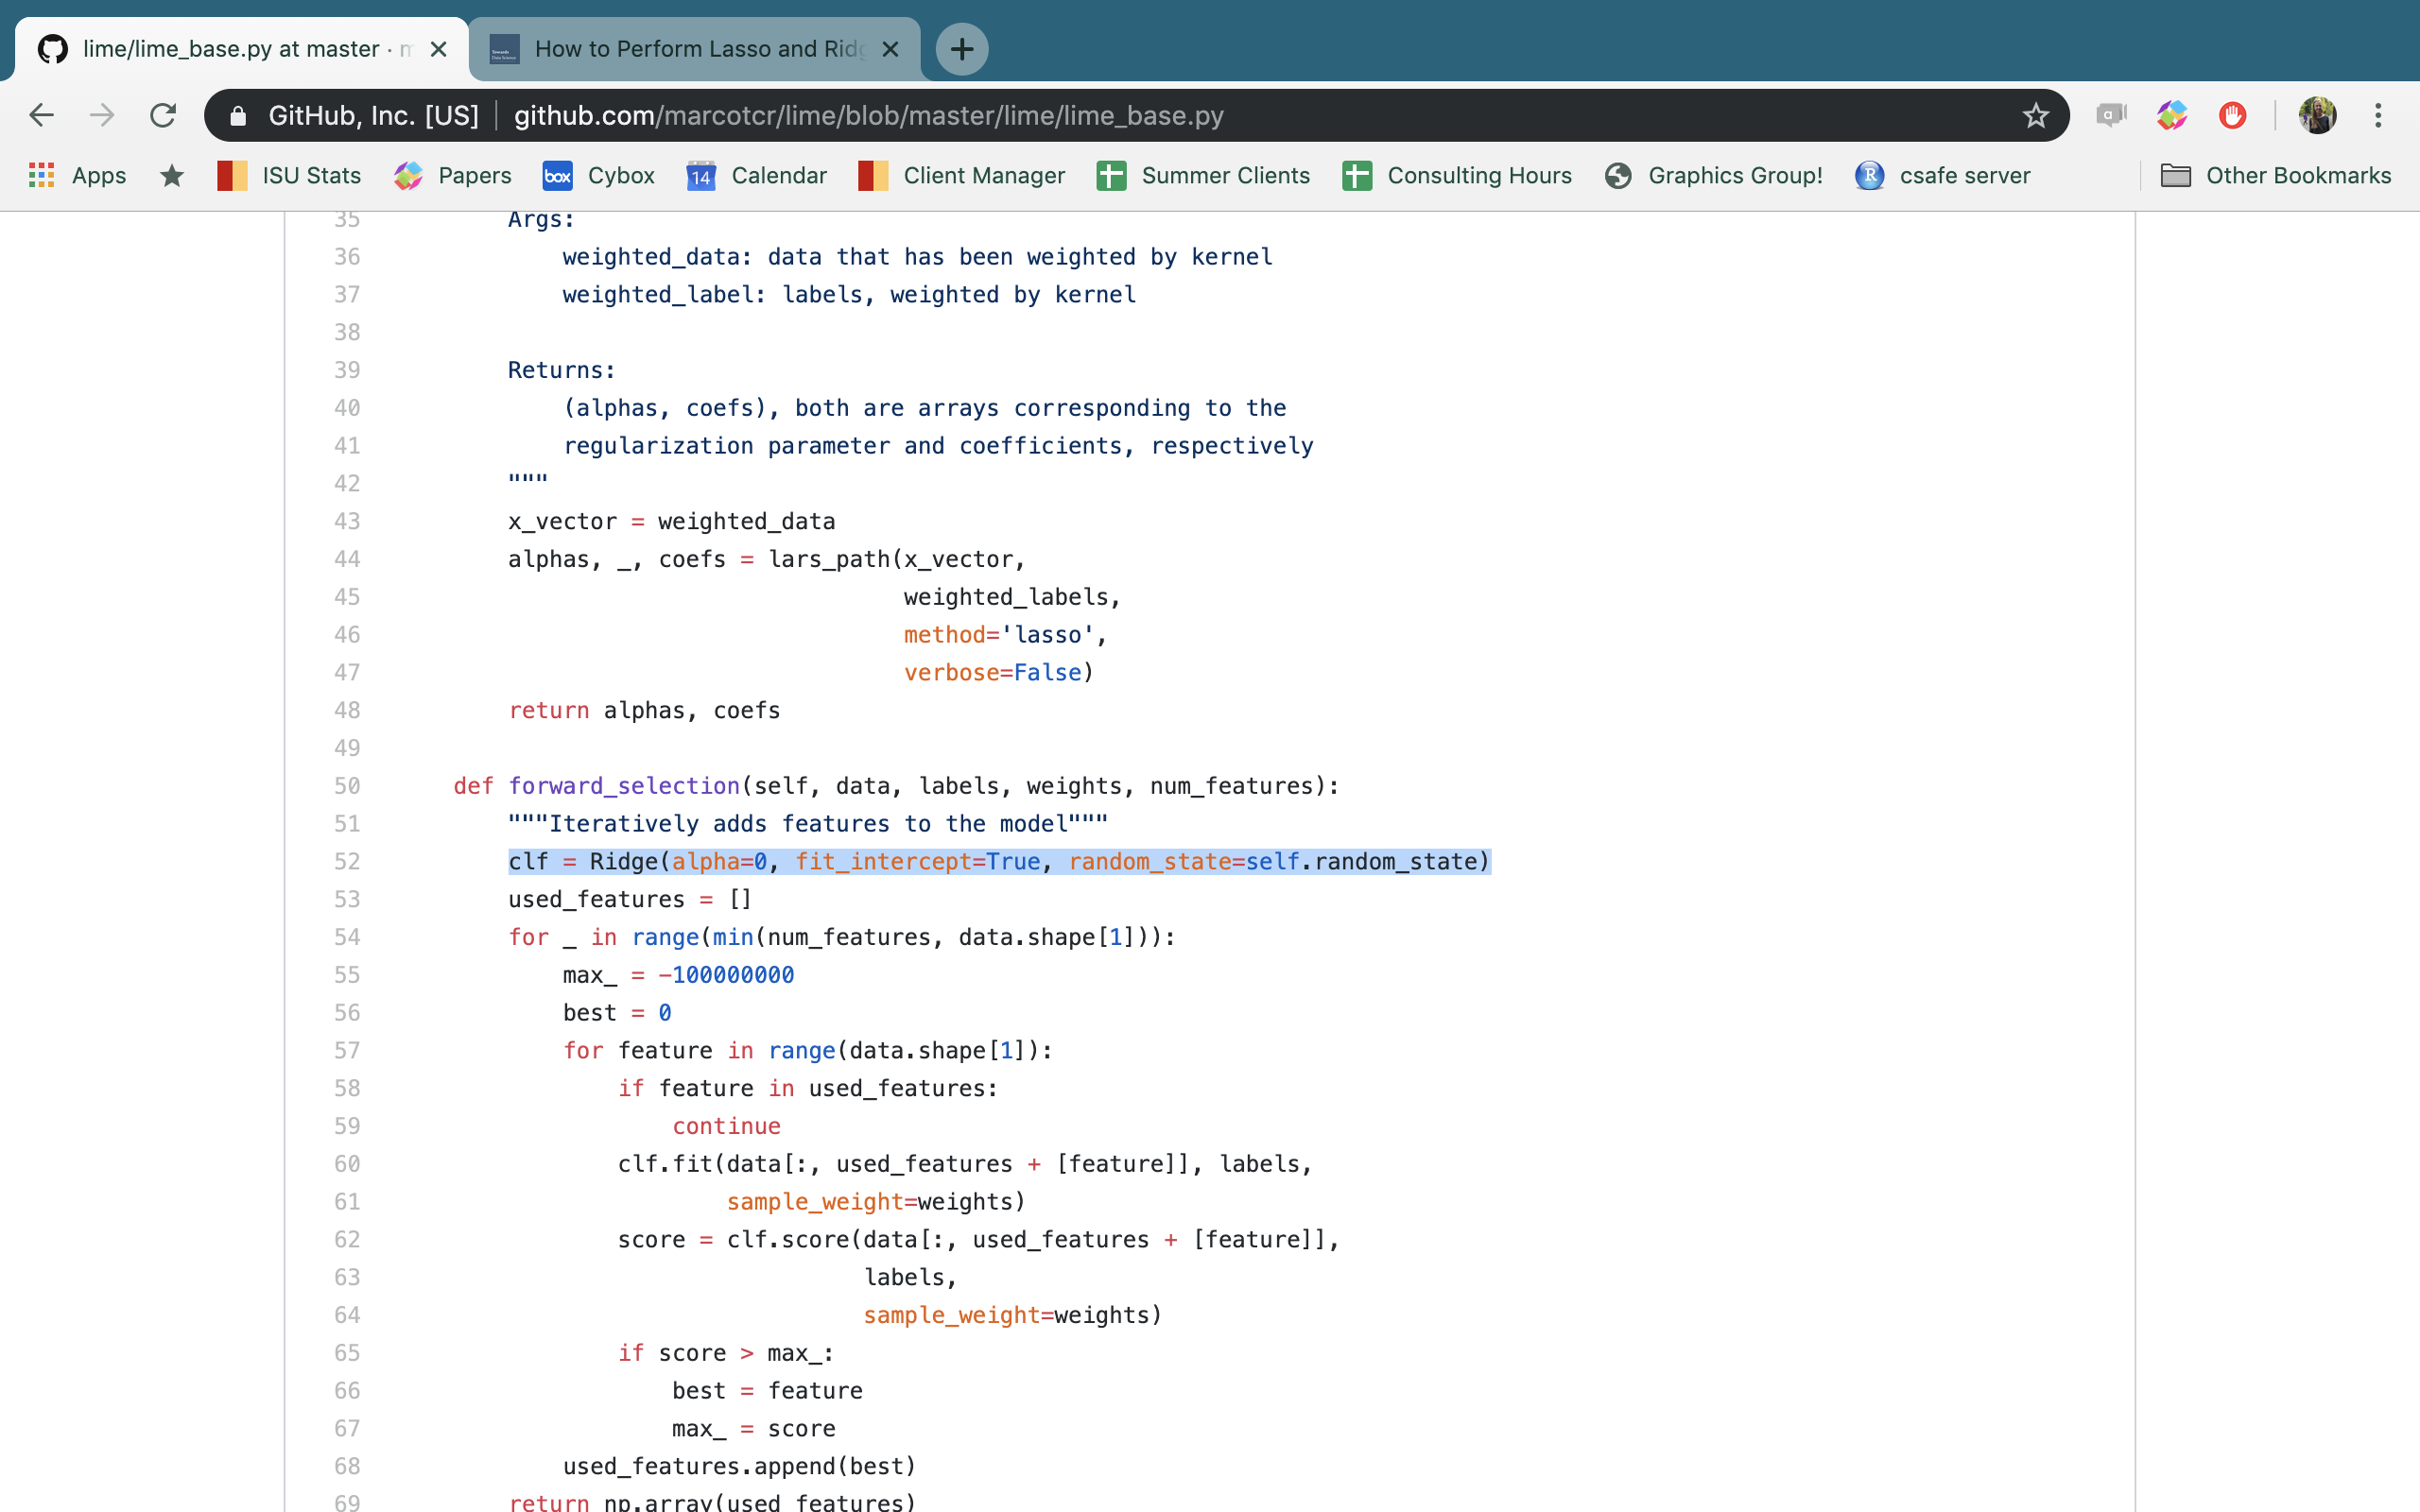 lime/lime_base.py at master · m
How to Perform Lasso and Ridg
GitHub, Inc. [US] github.com/marcotcr/lime/blob/master/lime/lime_base.py
Apps ISU Stats Papers box Cybox 14 Calendar Client Manager Summer Clients Consulting Hours Graphics Group! R csafe server Other Bookmarks
35 Args:
36 weighted_data: data that has been weighted by kernel
37 weighted_label: labels, weighted by kernel
38
39 Returns:
40 (alphas, coefs), both are arrays corresponding to the
41 regularization parameter and coefficients, respectively
42 """
43 x_vector = weighted_data
44 alphas, _, coefs = lars_path(x_vector,
45 weighted_labels,
46 method='lasso',
47 verbose=False)
48 return alphas, coefs
49
50 def forward_selection(self, data, labels, weights, num_features):
51 """Iteratively adds features to the model"""
52 clf = Ridge(alpha=0, fit_intercept=True, random_state=self.random_state)
53 used_features = []
54 for _ in range(min(num_features, data.shape[1])):
55 max_ = -100000000
56 best = 0
57 for feature in range(data.shape[1]):
58 if feature in used_features:
59 continue
60 clf.fit(data[:, used_features + [feature]], labels,
61 sample_weight=weights)
62 score = clf.score(data[:, used_features + [feature]],
63 labels,
64 sample_weight=weights)
65 if score > max_:
66 best = feature
67 max_ = score
68 used_features.append(best)
69 return np.array(used_features)